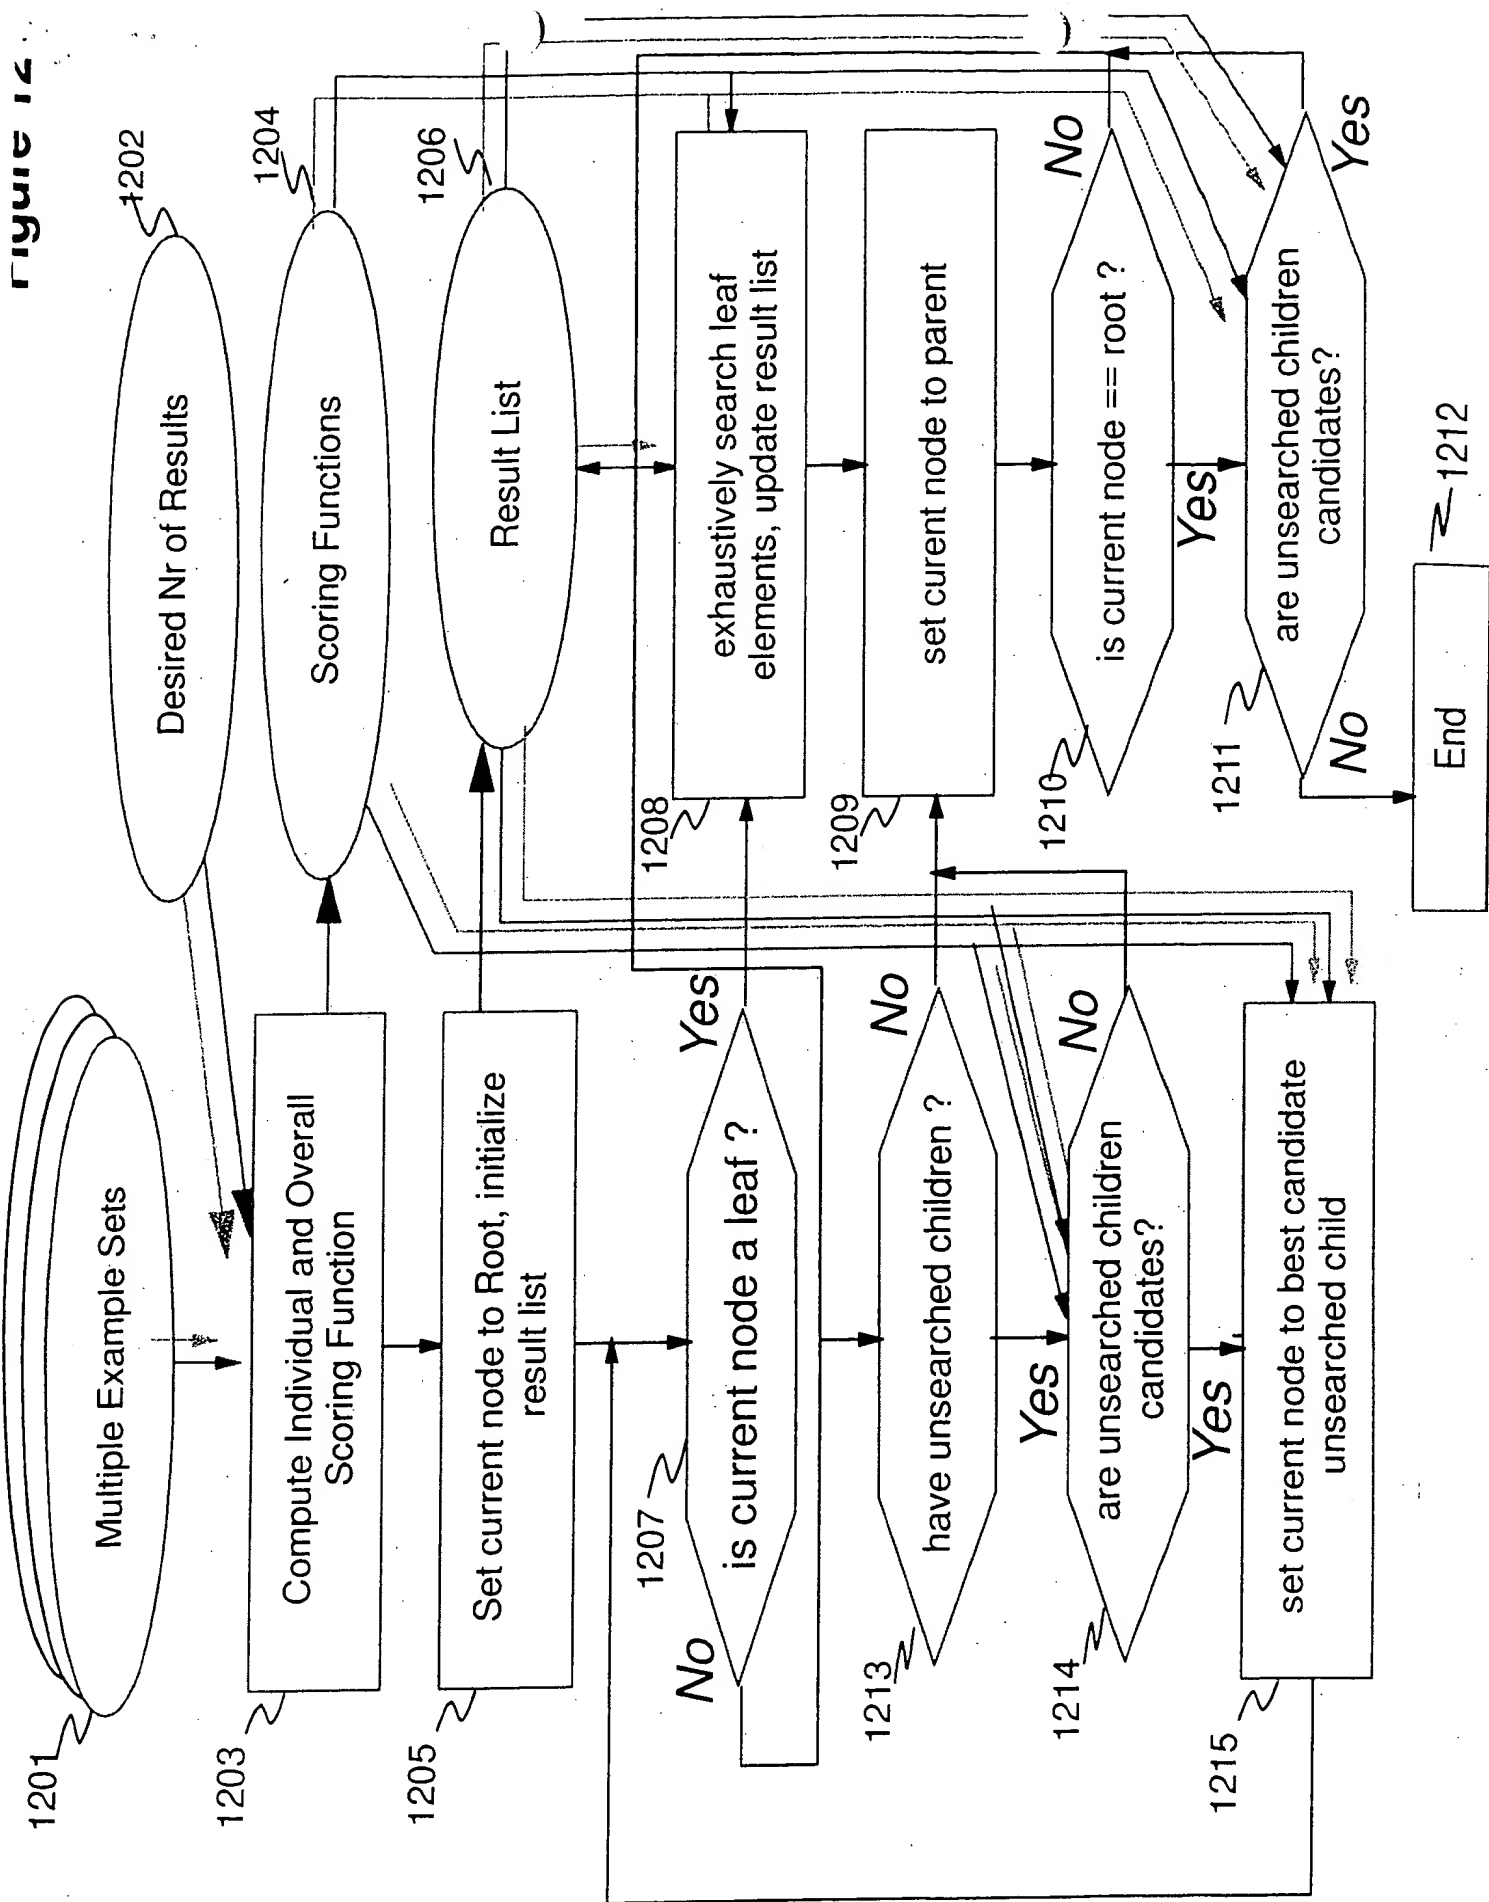 Figure 12
1201
Multiple Example Sets
1202
Desired Nr of Results
1203
Compute Individual and Overall
Scoring Function
1204
Scoring Functions
1205
Set current node to Root, initialize
result list
1206
Result List
1207
is current node a leaf ?
No
Yes
1208
exhaustively search leaf
elements, update result list
1209
set curent node to parent
1213
have unsearched children ?
No
Yes
1210
is current node == root ?
No
Yes
1214
are unsearched children
candidates?
No
Yes
1211
are unsearched children
candidates?
Yes
No
1215
set current node to best candidate
unsearched child
End
1212